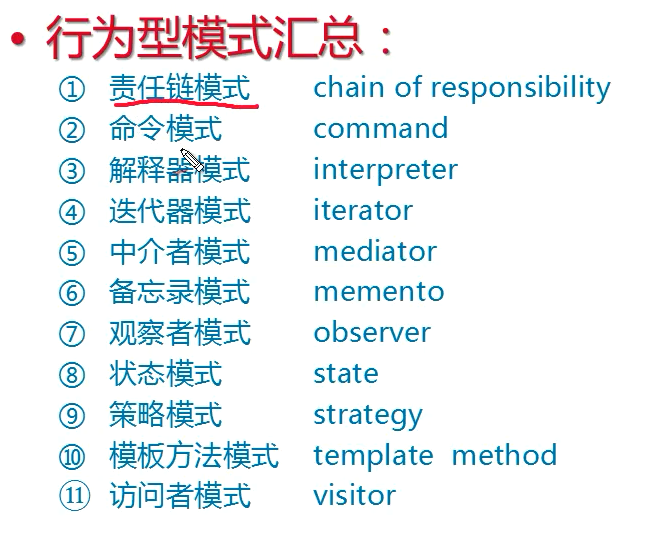 • 行为型模式汇总：
① 责任链模式 chain of responsibility
② 命令模式 command
③ 解释器模式 interpreter
④ 迭代器模式 iterator
⑤ 中介者模式 mediator
⑥ 备忘录模式 memento
⑦ 观察者模式 observer
⑧ 状态模式 state
⑨ 策略模式 strategy
⑩ 模板方法模式 template method
⑪ 访问者模式 visitor